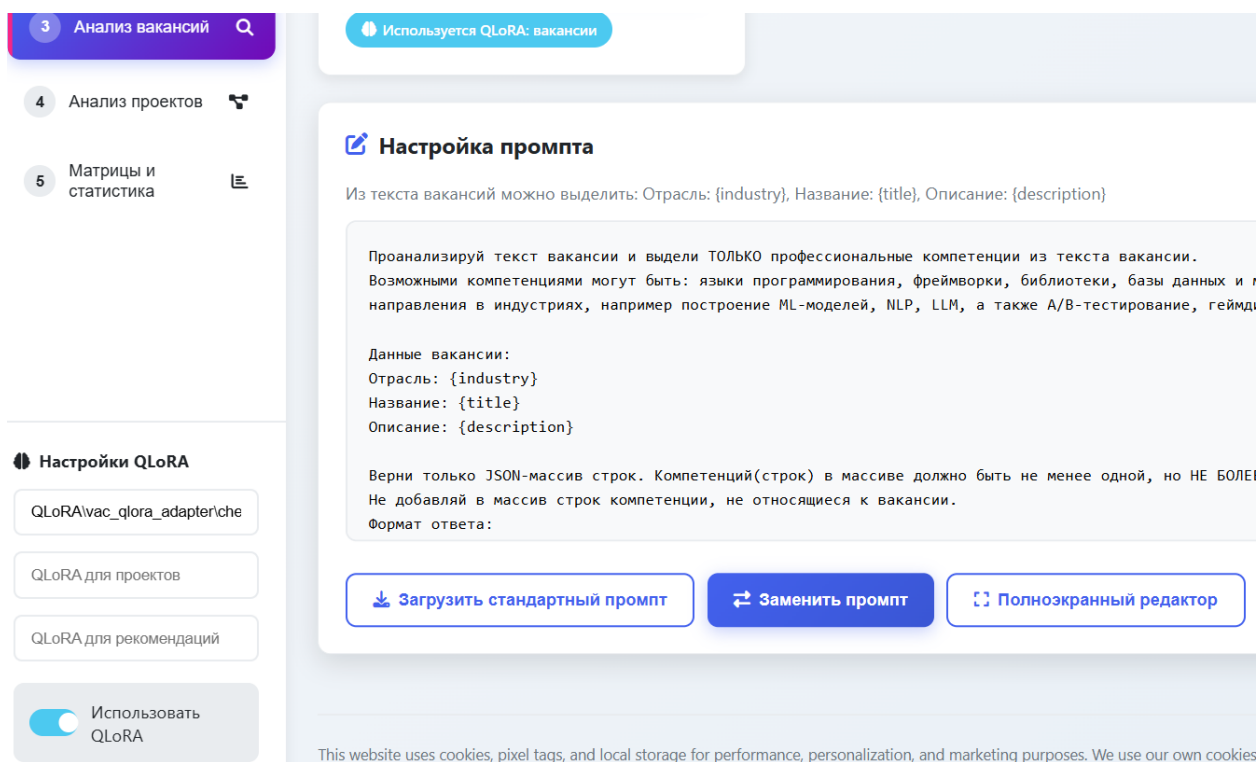 3 Анализ вакансий
4 Анализ проектов
5 Матрицы и
статистика
Настройки QLoRA
QLoRA\vac_qlora_adapter\che
QLoRA для проектов
QLoRA для рекомендаций
Использовать
QLoRA
Используется QLoRA: вакансии
Настройка промпта
Из текста вакансий можно выделить: Отрасль: {industry}, Название: {title}, Описание: {description}
Проанализируй текст вакансии и выдели ТОЛЬКО профессиональные компетенции из текста вакансии.
Возможными компетенциями могут быть: языки программирования, фреймворки, библиотеки, базы данных и
направления в индустриях, например построение ML-моделей, NLP, LLM, а также A/B-тестирование,
Данные вакансии:
Отрасль: {industry}
Название: {title}
Описание: {description}
Верни только JSON-массив строк. Компетенций(строк) в массиве должно быть не менее одной, но НЕ БОЛЕЕ
Не добавляй в массив строк компетенции, не относящиеся к вакансии.
Формат ответа:
Загрузить стандартный промпт
Заменить промпт
Полноэкранный редактор
This website uses cookies, pixel tags, and local storage for performance, personalization, and marketing purposes. We use our own cookies